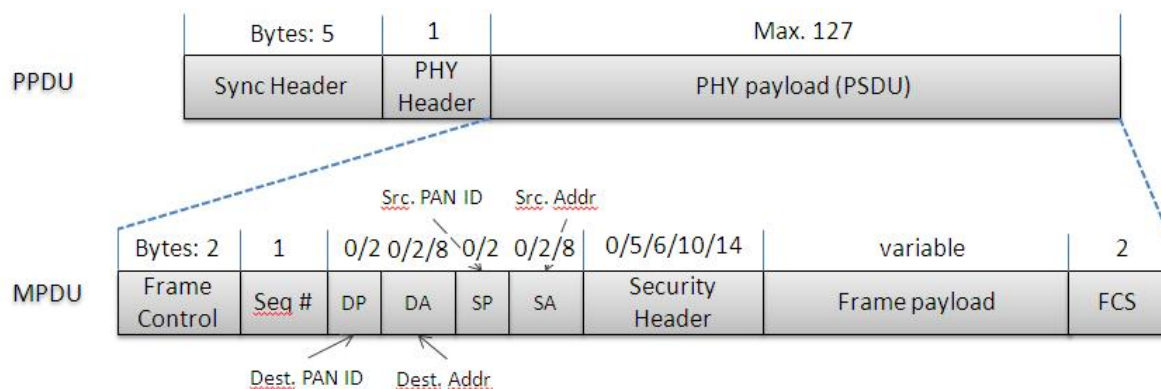 Bytes: 5 1 Max. 127
PPDU Sync Header PHY Header PHY payload (PSDU)
Src. PAN ID Src. Addr
Bytes: 2 1 0/2 0/2/8 0/2 0/2/8 0/5/6/10/14 variable 2
MPDU Frame Control Seq # DP DA SP SA Security Header Frame payload FCS
Dest. PAN ID Dest. Addr